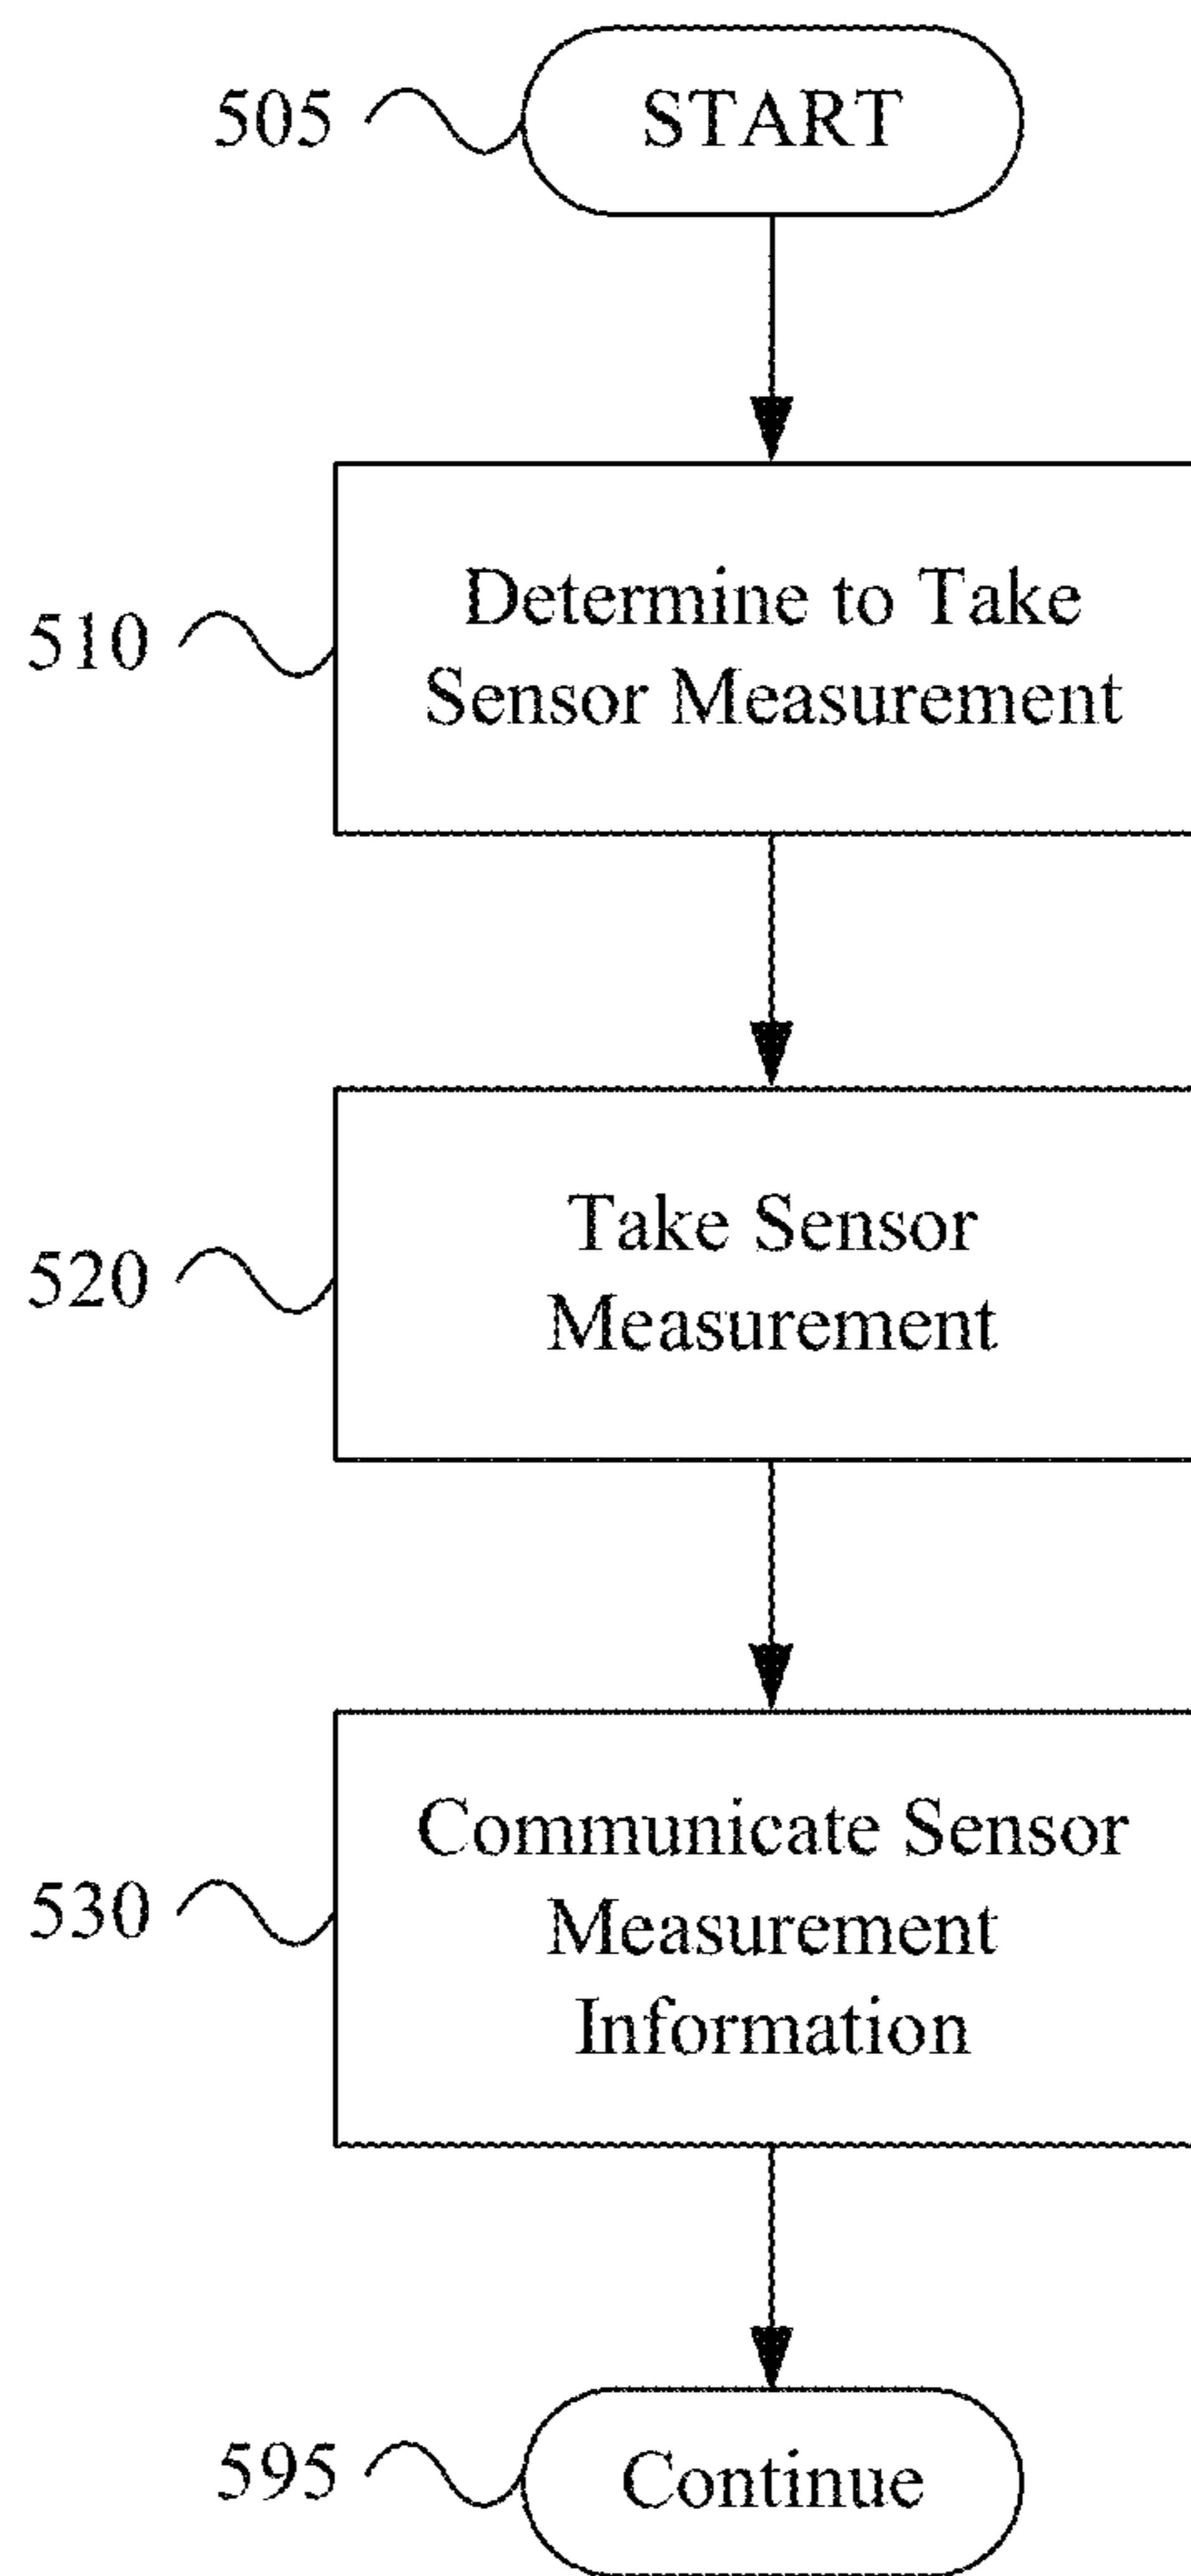 505
START
510
Determine to Take
Sensor Measurement
520
Take Sensor
Measurement
530
Communicate Sensor
Measurement
Information
595
Continue